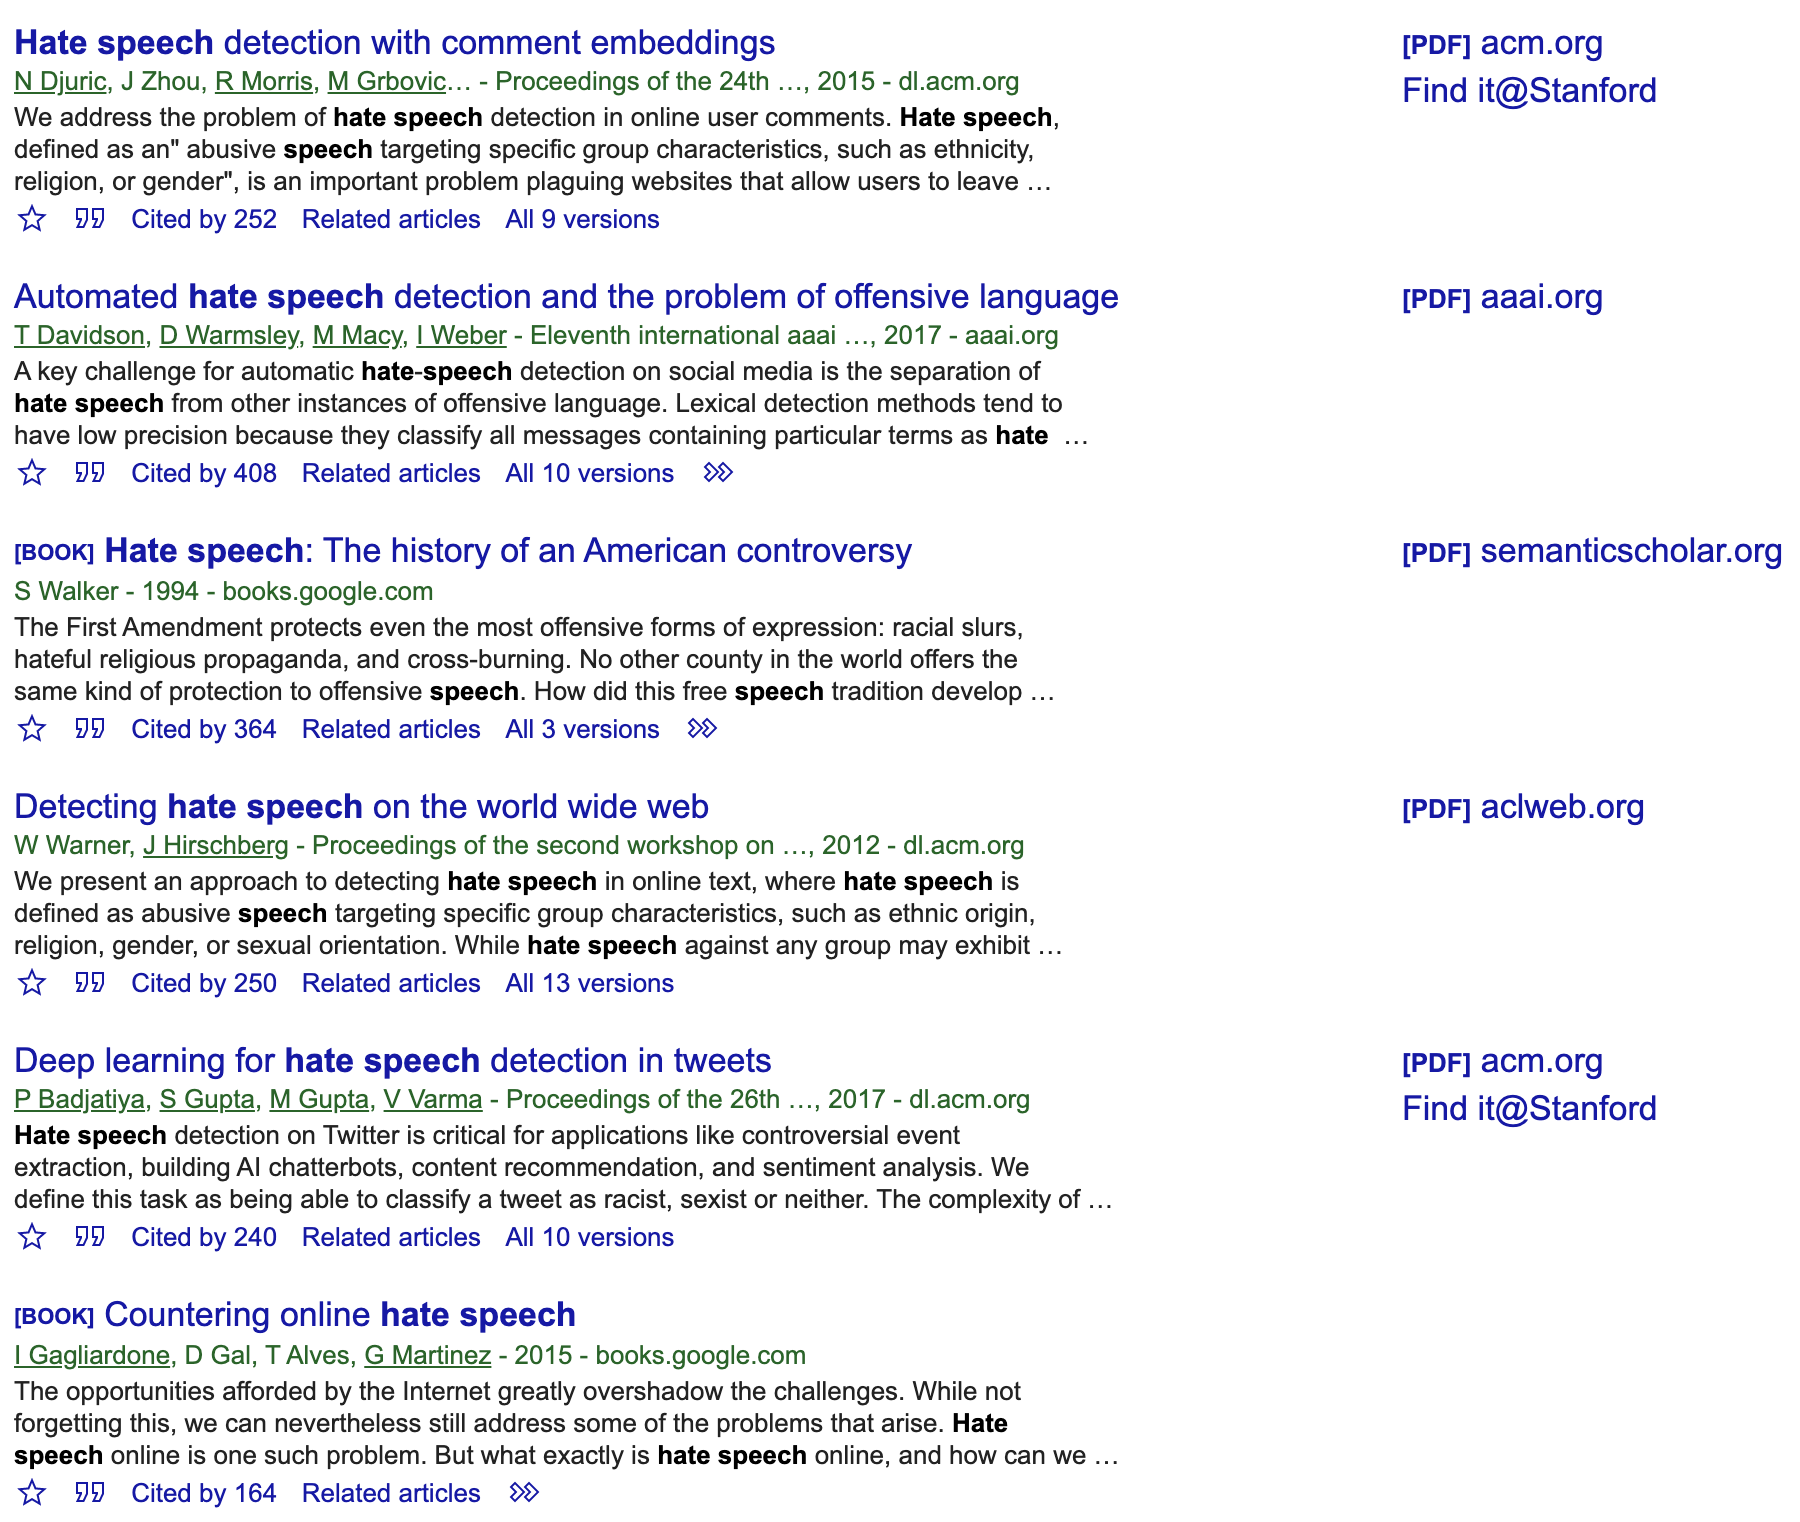 Hate speech detection with comment embeddings
[PDF] acm.org
N Djuric, J Zhou, R Morris, M Grbovic… - Proceedings of the 24th …, 2015 - dl.acm.org
Find it@Stanford
We address the problem of hate speech detection in online user comments. Hate speech,
defined as an" abusive speech targeting specific group characteristics, such as ethnicity,
religion, or gender", is an important problem plaguing websites that allow users to leave …
Cited by 252 Related articles All 9 versions
Automated hate speech detection and the problem of offensive language
[PDF] aaai.org
T Davidson, D Warmsley, M Macy, I Weber - Eleventh international aaai …, 2017 - aaai.org
A key challenge for automatic hate-speech detection on social media is the separation of
hate speech from other instances of offensive language. Lexical detection methods tend to
have low precision because they classify all messages containing particular terms as hate …
Cited by 408 Related articles All 10 versions
[BOOK] Hate speech: The history of an American controversy
[PDF] semanticscholar.org
S Walker - 1994 - books.google.com
The First Amendment protects even the most offensive forms of expression: racial slurs,
hateful religious propaganda, and cross-burning. No other county in the world offers the
same kind of protection to offensive speech. How did this free speech tradition develop …
Cited by 364 Related articles All 3 versions
Detecting hate speech on the world wide web
[PDF] aclweb.org
W Warner, J Hirschberg - Proceedings of the second workshop on …, 2012 - dl.acm.org
We present an approach to detecting hate speech in online text, where hate speech is
defined as abusive speech targeting specific group characteristics, such as ethnic origin,
religion, gender, or sexual orientation. While hate speech against any group may exhibit …
Cited by 250 Related articles All 13 versions
Deep learning for hate speech detection in tweets
[PDF] acm.org
P Badjatiya, S Gupta, M Gupta, V Varma - Proceedings of the 26th …, 2017 - dl.acm.org
Find it@Stanford
Hate speech detection on Twitter is critical for applications like controversial event
extraction, building AI chatterbots, content recommendation, and sentiment analysis. We
define this task as being able to classify a tweet as racist, sexist or neither. The complexity of …
Cited by 240 Related articles All 10 versions
[BOOK] Countering online hate speech
I Gagliardone, D Gal, T Alves, G Martinez - 2015 - books.google.com
The opportunities afforded by the Internet greatly overshadow the challenges. While not
forgetting this, we can nevertheless still address some of the problems that arise. Hate
speech online is one such problem. But what exactly is hate speech online, and how can we …
Cited by 164 Related articles